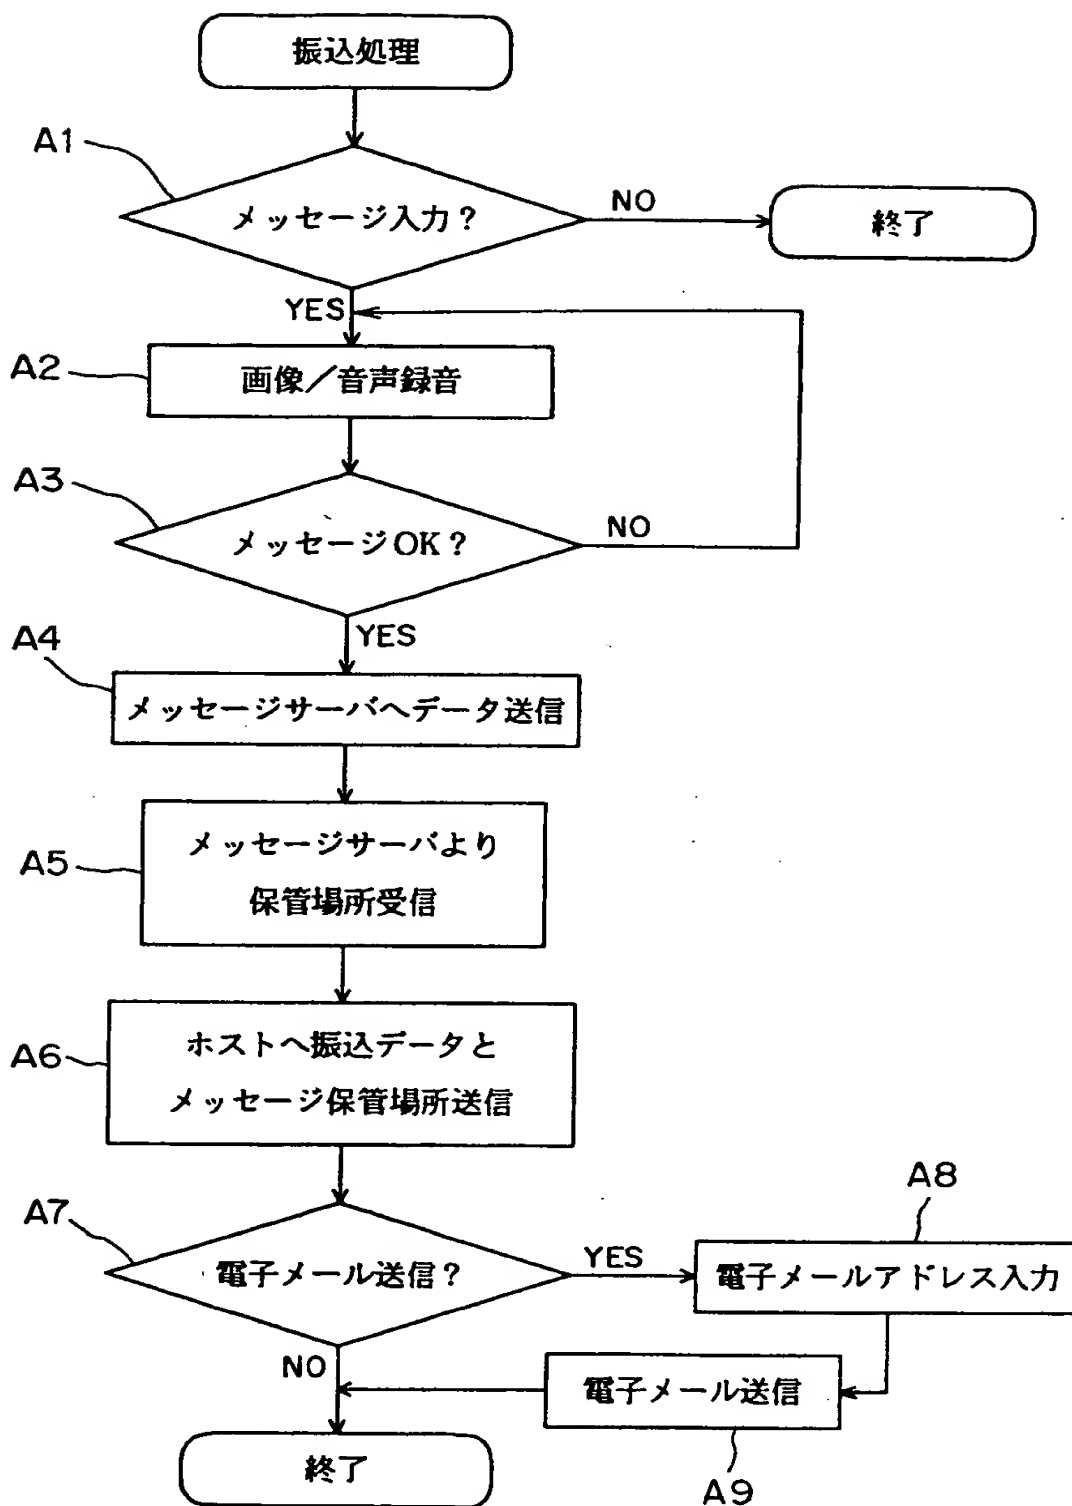 振込処理
A1
メッセージ入力？
NO
終了
YES
A2
画像／音声録音
A3
メッセージOK？
NO
YES
A4
メッセージサーバへデータ送信
A5
メッセージサーバより
保管場所受信
A6
ホストへ振込データと
メッセージ保管場所送信
A7
電子メール送信？
YES
A8
電子メールアドレス入力
NO
電子メール送信
A9
終了